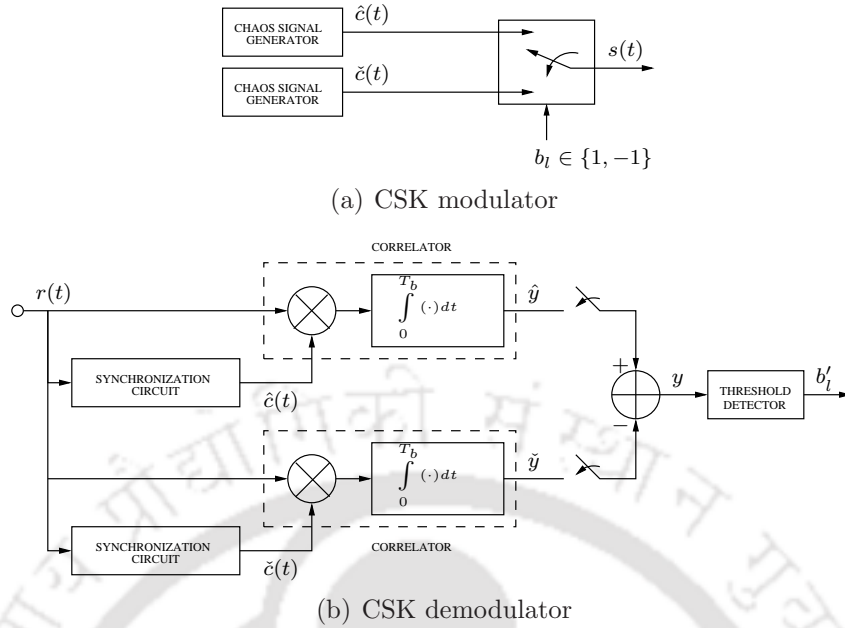 CHAOS SIGNAL
GENERATOR
ĉ(t)
CHAOS SIGNAL
GENERATOR
č(t)
s(t)
b_l ∈ {1, −1}
(a) CSK modulator
CORRELATOR
r(t)
T_b
∫ (·)dt
0
ŷ
SYNCHRONIZATION
CIRCUIT
ĉ(t)
+
y
THRESHOLD
DETECTOR
b′_l
−
T_b
∫ (·)dt
0
y̌
SYNCHRONIZATION
CIRCUIT
č(t)
CORRELATOR
(b) CSK demodulator